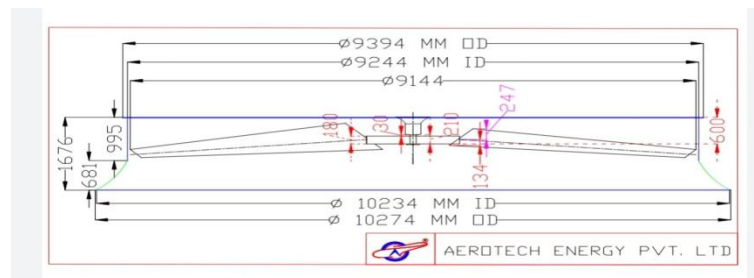 Ø9394 MM OD
Ø9244 MM ID
Ø9144
247
180
30
210
600
995
1676
681
134
Ø 10234 MM ID
Ø 10274 MM OD
AEROTECH ENERGY PVT. LTD